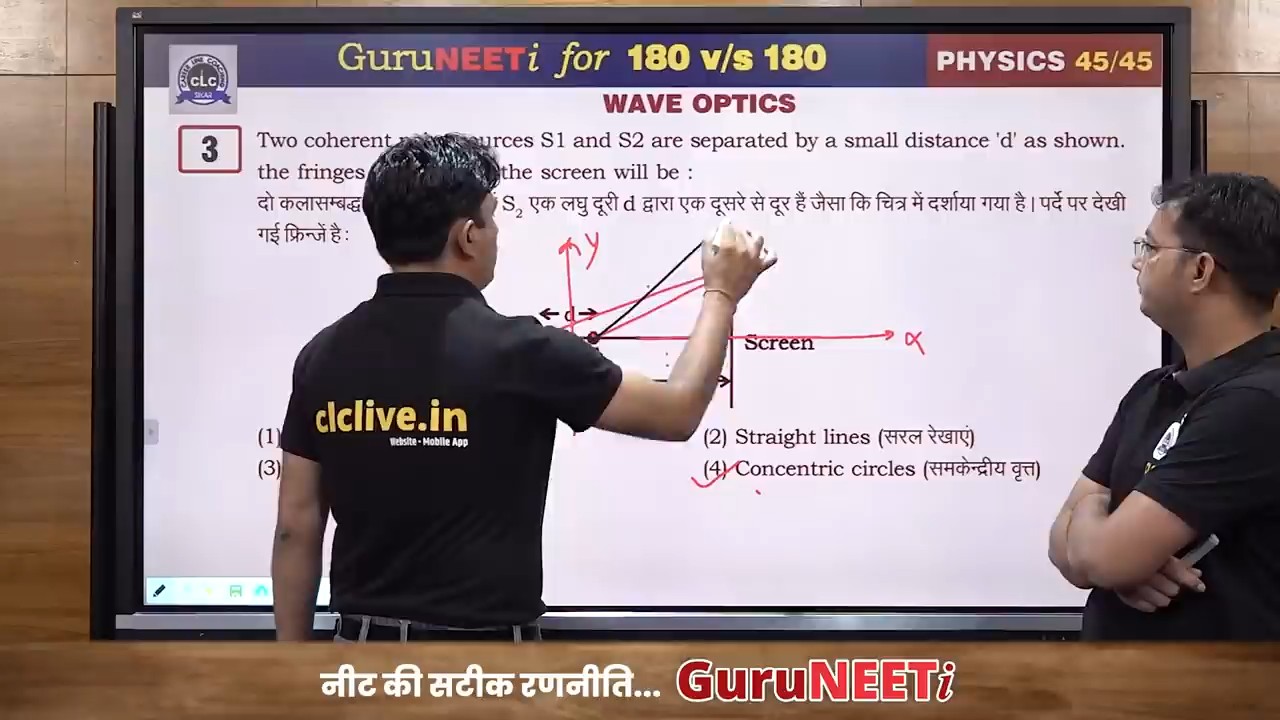 GuruNEETi for 180 v/s 180
PHYSICS 45/45
CLC
SIKAR
WAVE OPTICS
3
Two coherent urces S1 and S2 are separated by a small distance 'd' as shown.
the fringes the screen will be :
दो कलासम्बद्ध S2 एक लघु दूरी d द्वारा एक दूसरे से दूर हैं जैसा कि चित्र में दर्शाया गया है। पर्दे पर देखी
गई फ्रिन्जें है :
y
d
Screen
x
(1)
(2) Straight lines (सरल रेखाएं)
(3)
(4) Concentric circles (समकेन्द्रीय वृत्त)
clclive.in
Website - Mobile App
नीट की सटीक रणनीति... GuruNEETi